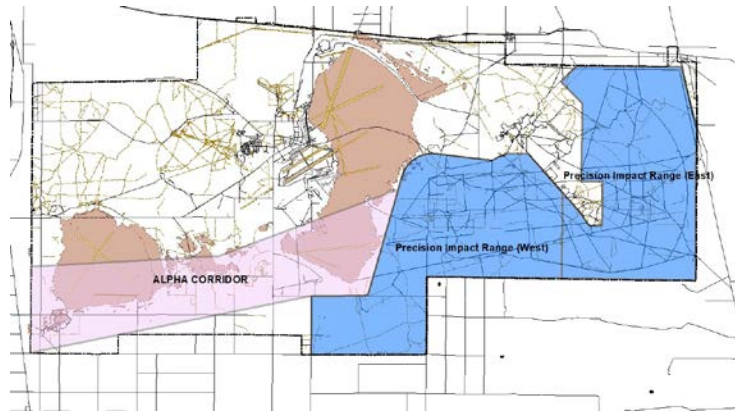 Precision Impact Range (East)
Precision Impact Range (West)
ALPHA CORRIDOR